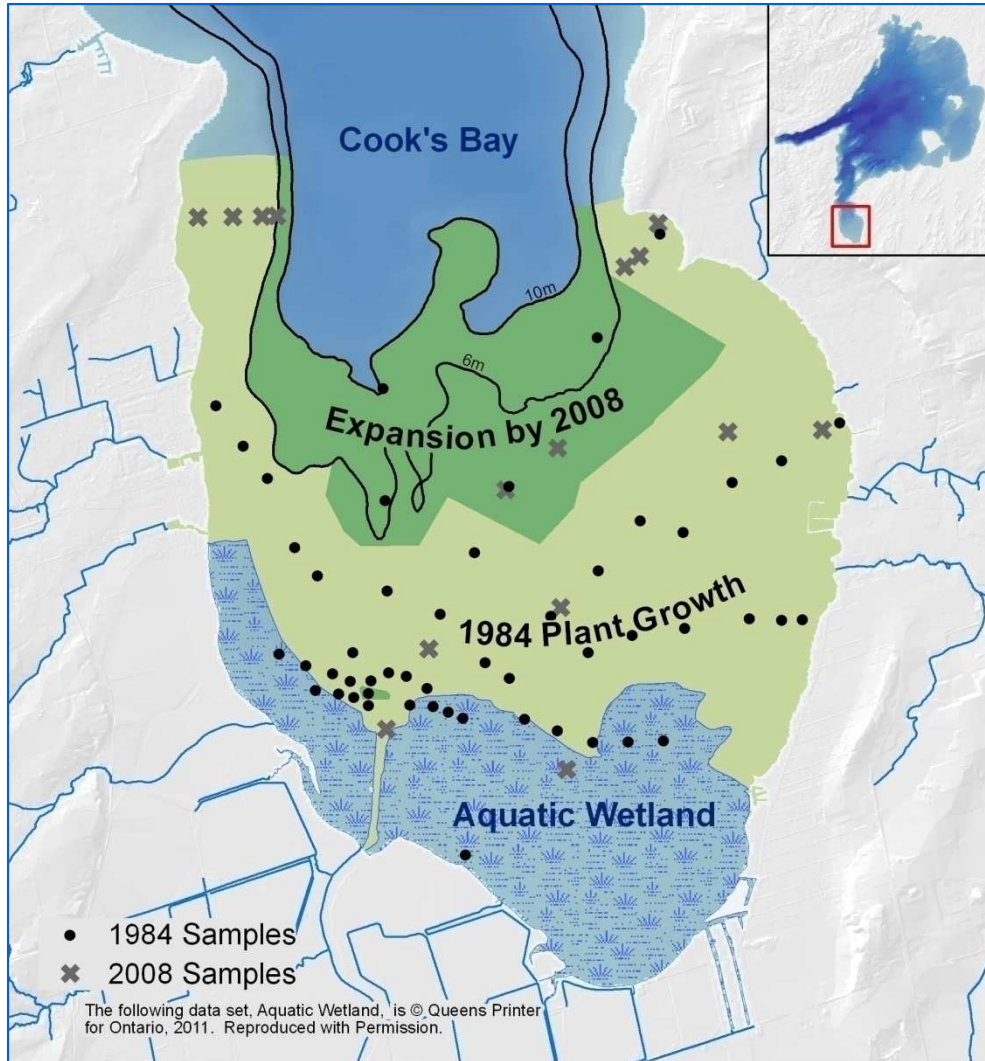 Cook's Bay
10m
6m
Expansion by 2008
1984 Plant Growth
Aquatic Wetland
1984 Samples
2008 Samples
The following data set, Aquatic Wetland, is © Queens Printer
for Ontario, 2011. Reproduced with Permission.